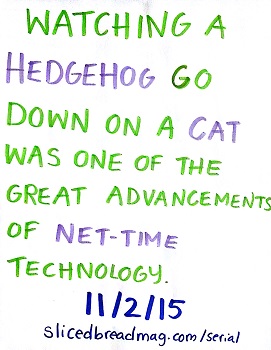 WATCHING A
HEDGEHOG GO
DOWN ON A CAT
WAS ONE OF THE
GREAT ADVANCEMENTS
OF NET-TIME
TECHNOLOGY.
11/2/15
slicedbreadmag.com/serial